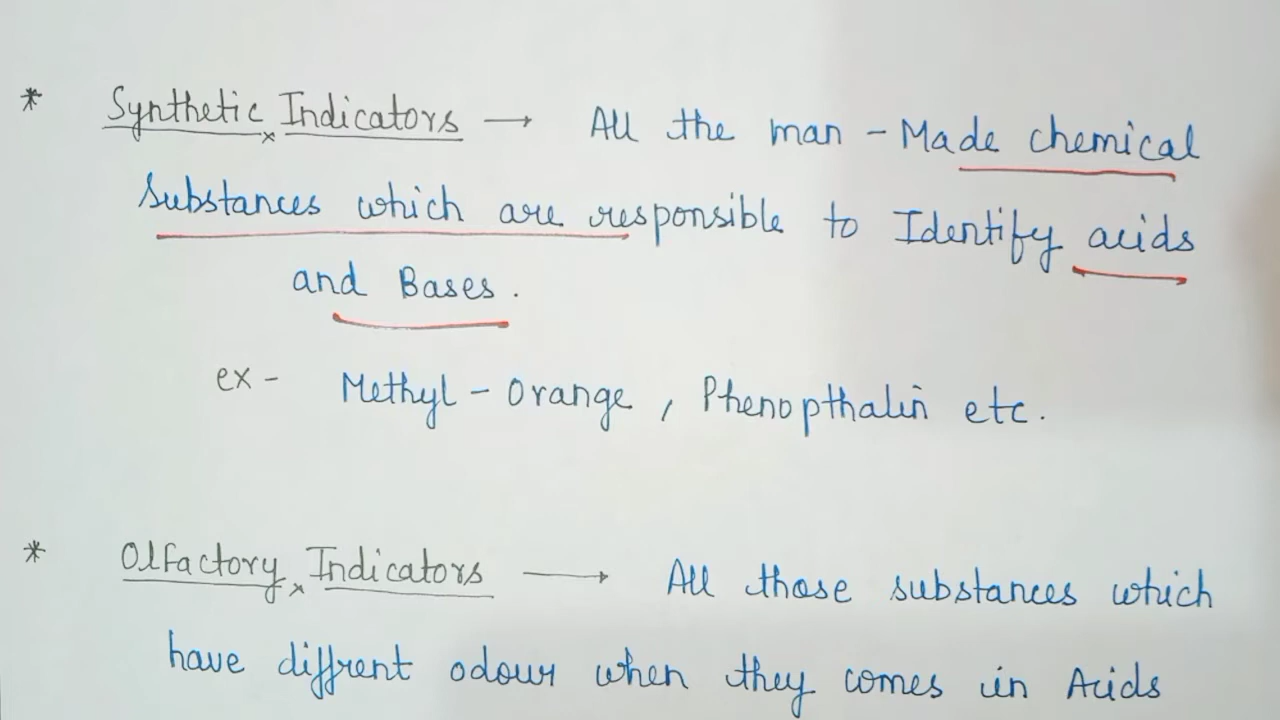 * Synthetic Indicators → All the man - Made chemical
substances which are responsible to Identify acids
and Bases.
ex - Methyl - Orange, Phenopthalin etc.
* Olfactory Indicators → All those substances which
have diffrent odour when they comes in Acids